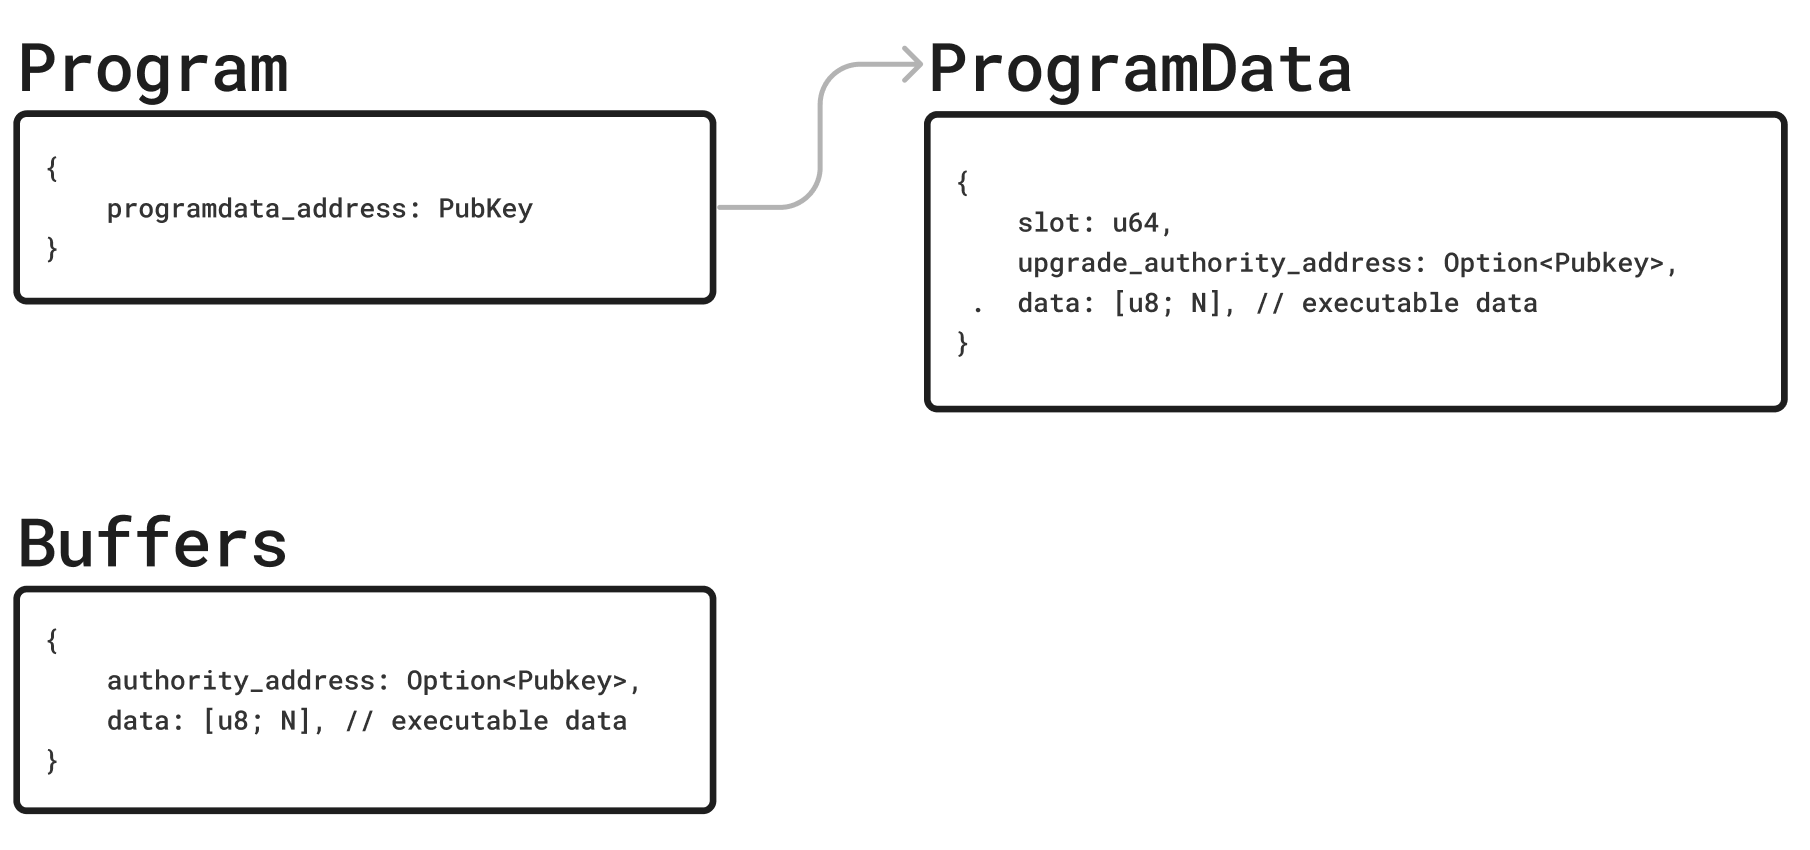 Program
{
programdata_address: PubKey
}
ProgramData
{
slot: u64,
upgrade_authority_address: Option<Pubkey>,
. data: [u8; N], // executable data
}
Buffers
{
authority_address: Option<Pubkey>,
data: [u8; N], // executable data
}